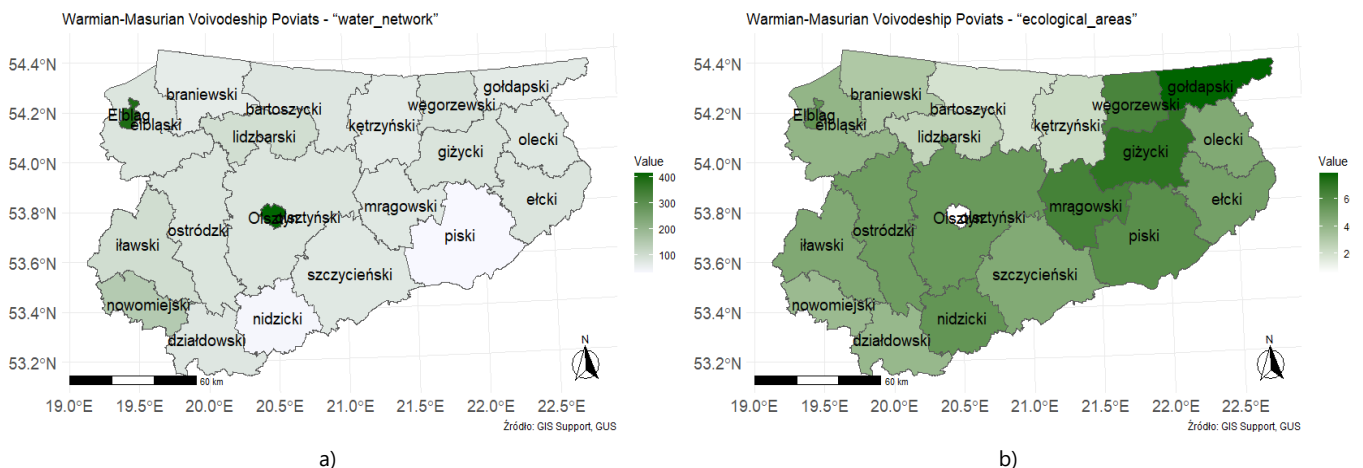 Warmian-Masurian Voivodeship Poviats - “water_network”
54.4°N
54.2°N
54.0°N
53.8°N
53.6°N
53.4°N
53.2°N
gołdapski
braniewski
węgorzewski
bartoszycki
Elbląg
elbląski
kętrzyński
lidzbarski
olecki
giżycki
ełcki
mrągowski
Olsztyn
olsztyński
ostródzki
piski
iławski
szczycieński
nowomiejski
nidzicki
działdowski
Value
400
300
200
100
N
60 km
19.0°E 19.5°E 20.0°E 20.5°E 21.0°E 21.5°E 22.0°E 22.5°E
Źródło: GIS Support, GUS
a)
Warmian-Masurian Voivodeship Poviats - “ecological_areas”
54.4°N
54.2°N
54.0°N
53.8°N
53.6°N
53.4°N
53.2°N
gołdapski
braniewski
węgorzewski
bartoszycki
Elbląg
elbląski
kętrzyński
lidzbarski
olecki
giżycki
ełcki
mrągowski
Olsztyn
olsztyński
ostródzki
piski
iławski
szczycieński
nowomiejski
nidzicki
działdowski
Value
6
4
2
N
60 km
19.0°E 19.5°E 20.0°E 20.5°E 21.0°E 21.5°E 22.0°E 22.5°E
Źródło: GIS Support, GUS
b)